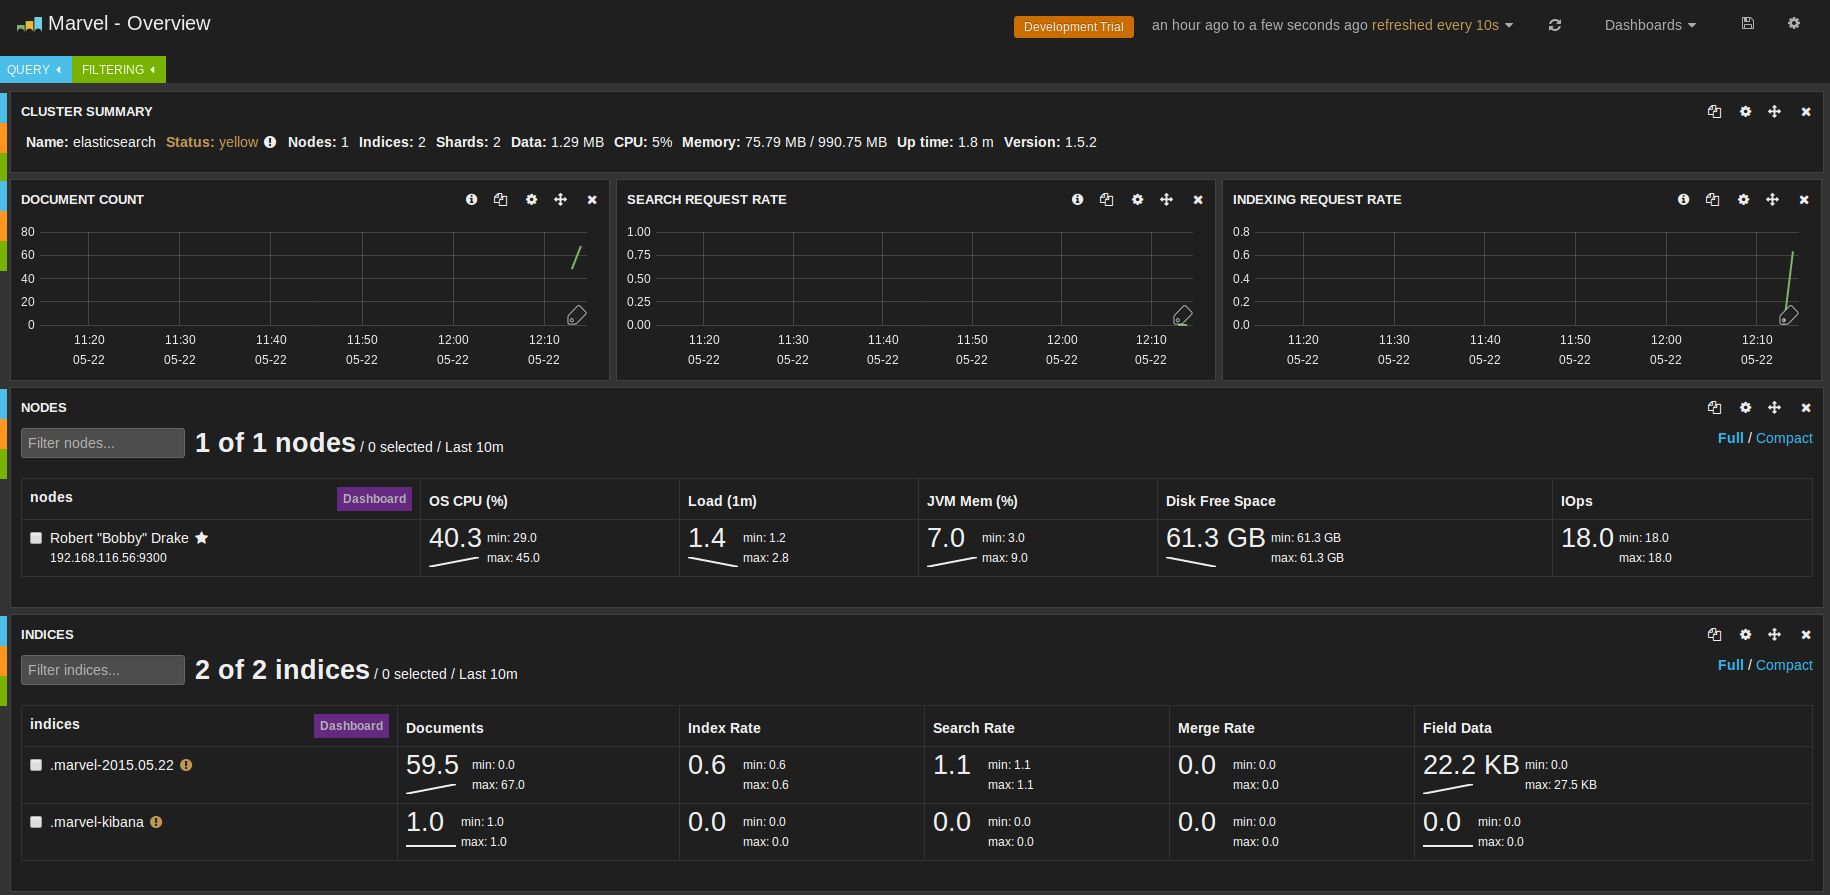 Marvel - Overview
Development Trial an hour ago to a few seconds ago refreshed every 10s Dashboards
QUERY FILTERING
CLUSTER SUMMARY
Name: elasticsearch Status: yellow Nodes: 1 Indices: 2 Shards: 2 Data: 1.29 MB CPU: 5% Memory: 75.79 MB / 990.75 MB Up time: 1.8 m Version: 1.5.2
DOCUMENT COUNT
80
60
40
20
0
11:20 11:30 11:40 11:50 12:00 12:10
05-22 05-22 05-22 05-22 05-22 05-22
SEARCH REQUEST RATE
1.00
0.75
0.50
0.25
0.00
11:20 11:30 11:40 11:50 12:00 12:10
05-22 05-22 05-22 05-22 05-22 05-22
INDEXING REQUEST RATE
0.8
0.6
0.4
0.2
0.0
11:20 11:30 11:40 11:50 12:00 12:10
05-22 05-22 05-22 05-22 05-22 05-22
NODES
Filter nodes... 1 of 1 nodes / 0 selected / Last 10m Full / Compact
nodes Dashboard OS CPU (%) Load (1m) JVM Mem (%) Disk Free Space IOps
Robert "Bobby" Drake 40.3 min: 29.0 1.4 min: 1.2 7.0 min: 3.0 61.3 GB min: 61.3 GB 18.0 min: 18.0
192.168.116.56:9300 max: 45.0 max: 2.8 max: 9.0 max: 61.3 GB max: 18.0
INDICES
Filter indices... 2 of 2 indices / 0 selected / Last 10m Full / Compact
indices Dashboard Documents Index Rate Search Rate Merge Rate Field Data
.marvel-2015.05.22 59.5 min: 0.0 0.6 min: 0.6 1.1 min: 1.1 0.0 min: 0.0 22.2 KB min: 0.0
max: 67.0 max: 0.6 max: 1.1 max: 0.0 max: 27.5 KB
.marvel-kibana 1.0 min: 1.0 0.0 min: 0.0 0.0 min: 0.0 0.0 min: 0.0 0.0 min: 0.0
max: 1.0 max: 0.0 max: 0.0 max: 0.0 max: 0.0